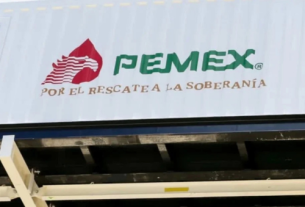 PEMEX®
POR EL RESCATE A LA SOBERANÍA